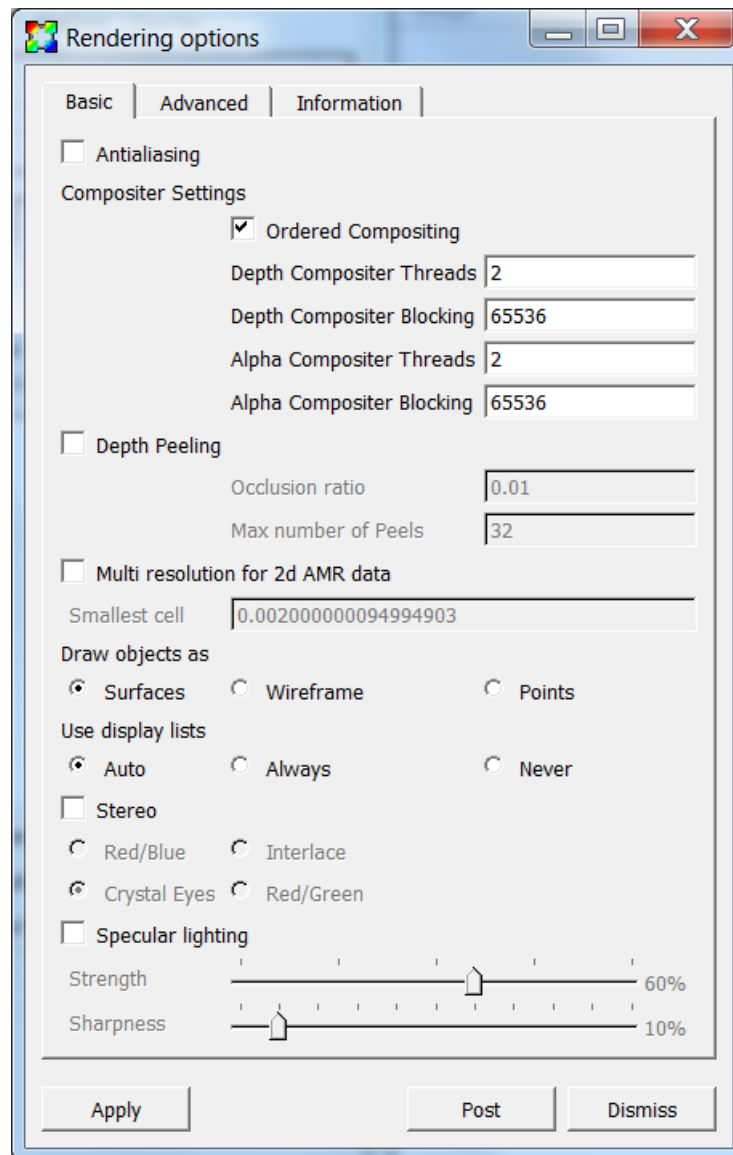 Rendering options
Basic Advanced Information
Antialiasing
Compositer Settings
Ordered Compositing
Depth Compositer Threads 2
Depth Compositer Blocking 65536
Alpha Compositer Threads 2
Alpha Compositer Blocking 65536
Depth Peeling
Occlusion ratio 0.01
Max number of Peels 32
Multi resolution for 2d AMR data
Smallest cell 0.002000000094994903
Draw objects as
Surfaces Wireframe Points
Use display lists
Auto Always Never
Stereo
Red/Blue Interlace
Crystal Eyes Red/Green
Specular lighting
Strength 60%
Sharpness 10%
Apply Post Dismiss